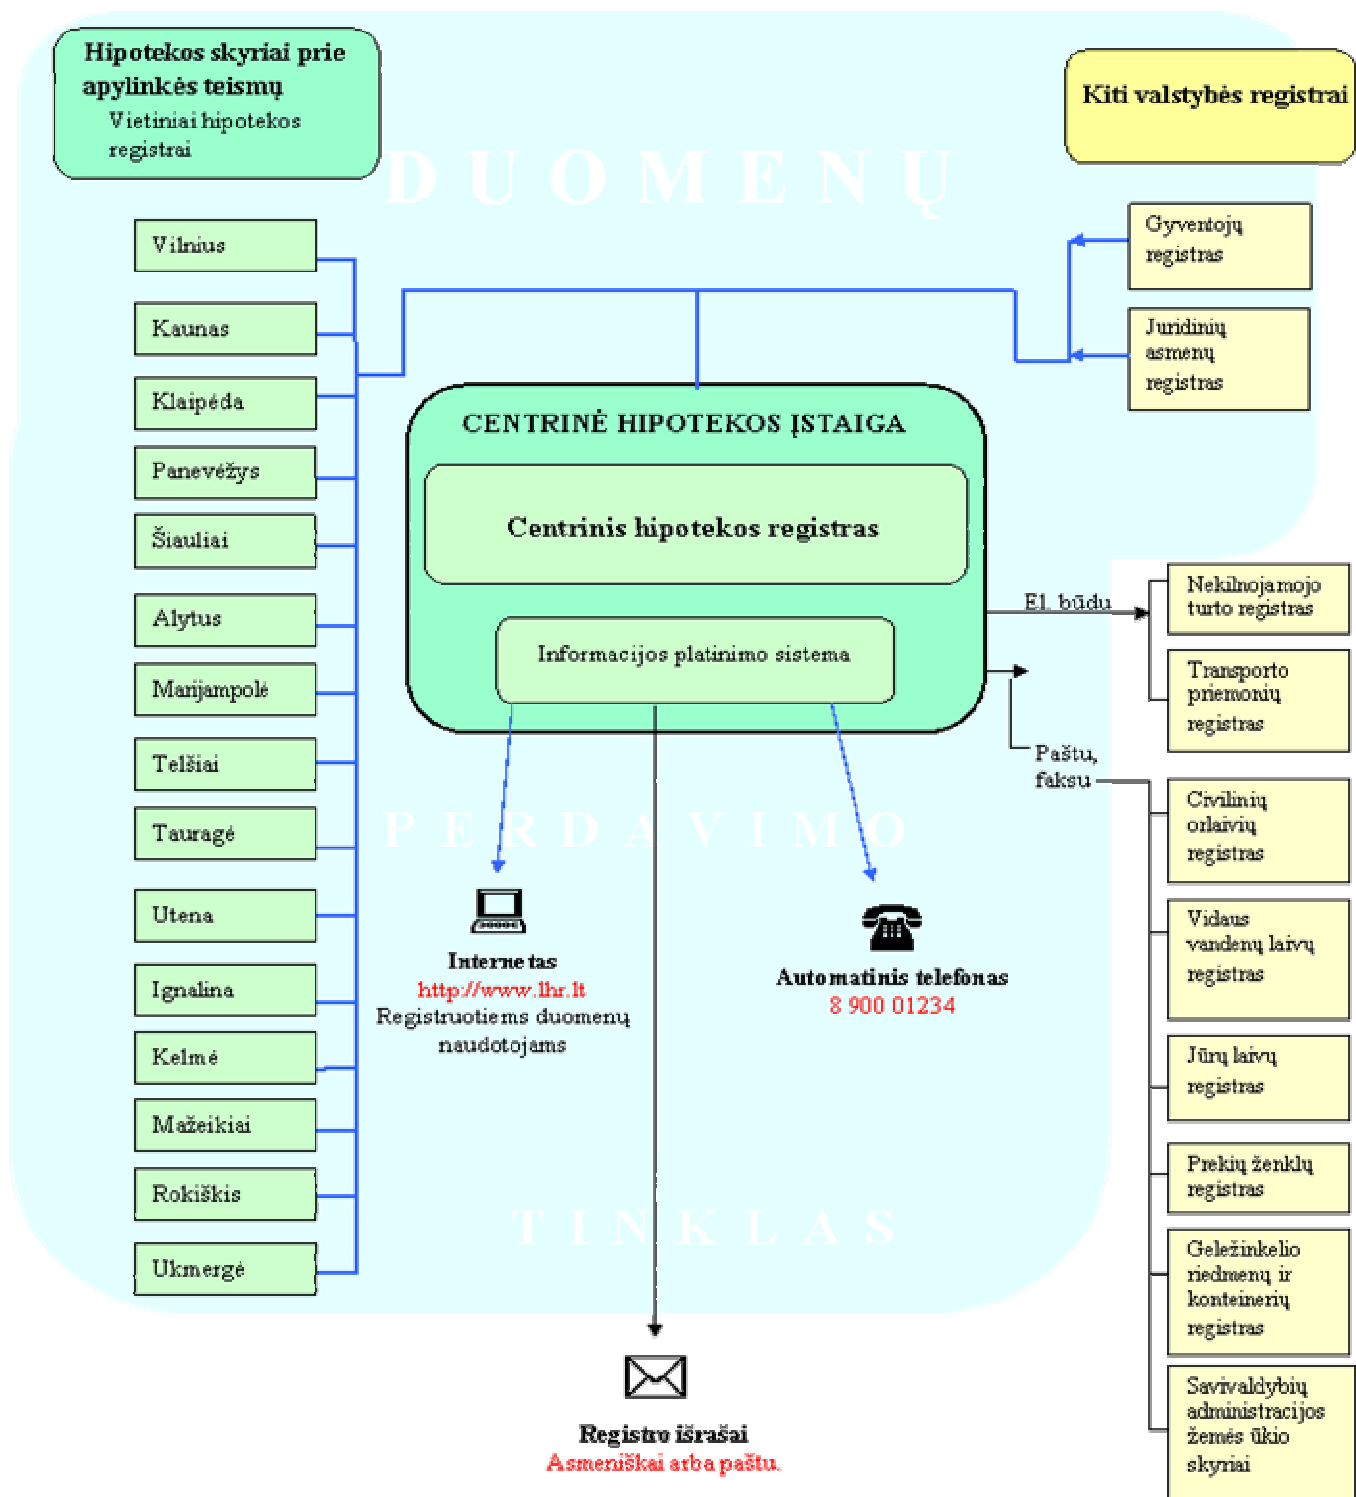 Hipotekos skyriai prie
apylinkės teismų
Vietiniai hipotekos
registrai
Kiti valstybės registrai
DUOMENŲ
Vilnius
Kaunas
Klaipėda
Panevėžys
Šiauliai
Alytus
Marijampolė
Telšiai
Tauragė
Utena
Ignalina
Kelmė
Mažeikiai
Rokiškis
Ukmergė
Gyventojų
registras
Juridinių
asmenų
registras
CENTRINĖ HIPOTEKOS ĮSTAIGA
Centrinis hipotekos registras
Informacijos platinimo sistema
El. būdu
Paštu,
faksu
Nekilnojamojo
turto registras
Transporto
priemonių
registras
Civilinių
orlaivių
registras
Vidaus
vandenų laivų
registras
Jūrų laivų
registras
Prekių ženklų
registras
Geležinkelio
riedmenų ir
konteinerių
registras
Savivaldybių
administracijos
žemės ūkio
skyriai
PERDAVIMO
Internetas
http://www.lhr.lt
Registruotiems duomenų
naudotojams
Automatinis telefonas
8 900 01234
TINKLAS
Registro išrašai
Asmeniškai arba paštu.